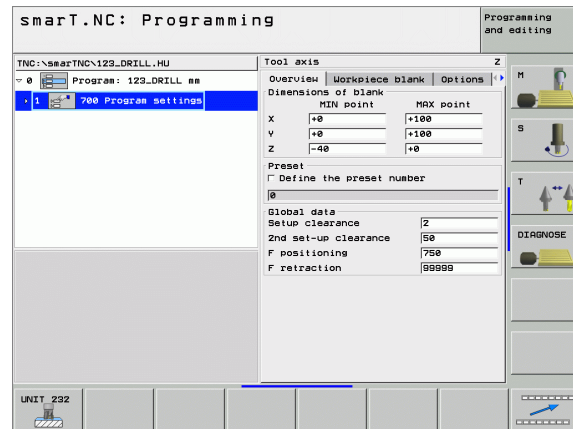 smarT.NC: Programming
Programming
and editing
TNC:\smarTNC\123_DRILL.HU
0 Program: 123_DRILL mm
1 700 Program settings
Tool axis Z
Overview Workpiece blank Options
Dimensions of blank
MIN point MAX point
X +0 +100
Y +0 +100
Z -40 +0
Preset
Define the preset number
0
Global data
Setup clearance 2
2nd set-up clearance 50
F positioning 750
F retraction 99999
M
S
T
DIAGNOSE
UNIT 232